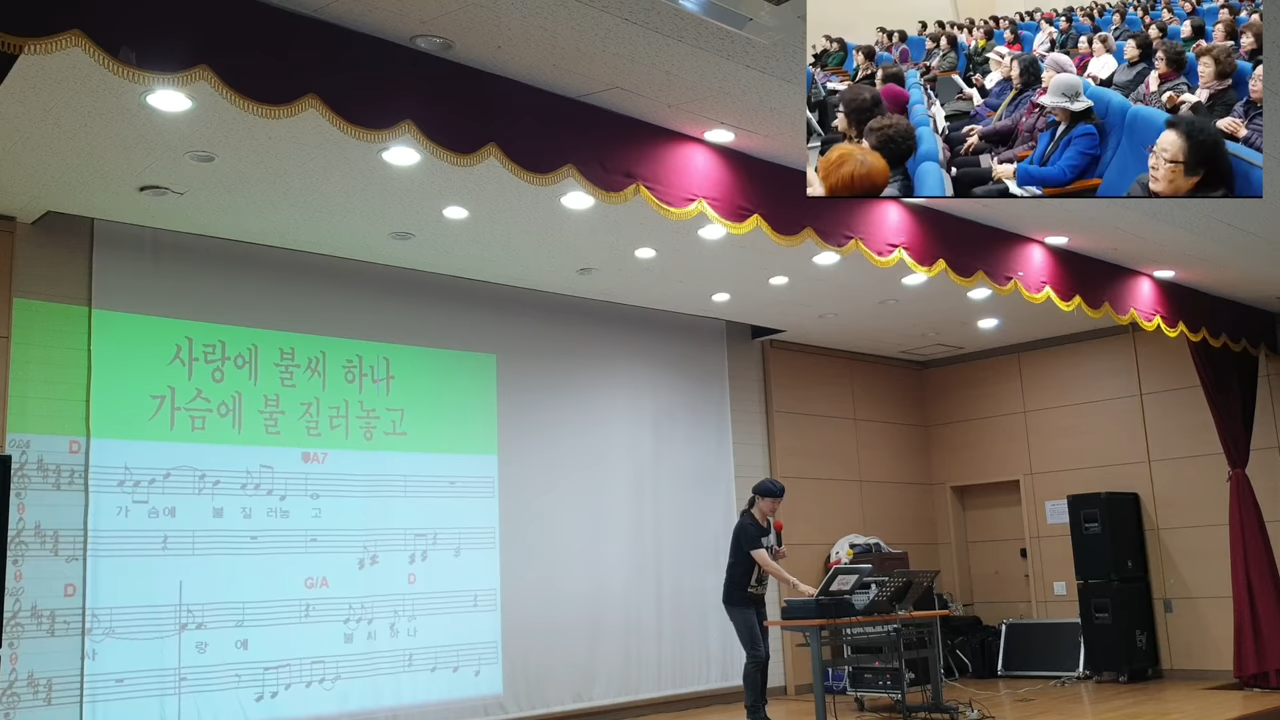 사랑에 불씨 하나
가슴에 불 질러놓고
D
A7
가 슴에 불 질 러놓 고
D
G/A
D
사 랑 에 불 씨 하 나